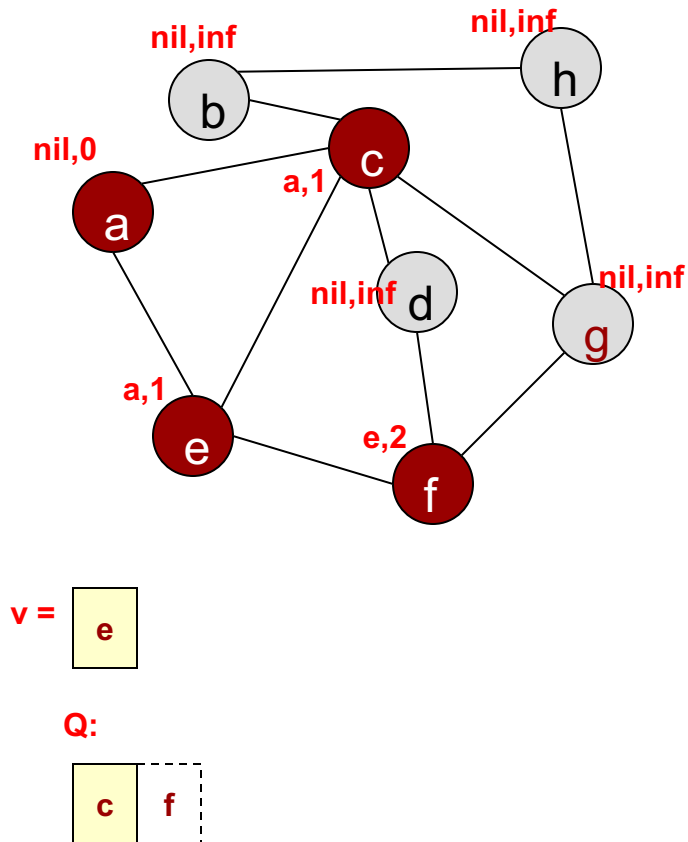 nil,inf
nil,inf
b
h
nil,0
c
a,1
a
nil,inf
nil,inf
d
g
a,1
e
e,2
f
v =
e
Q:
c f